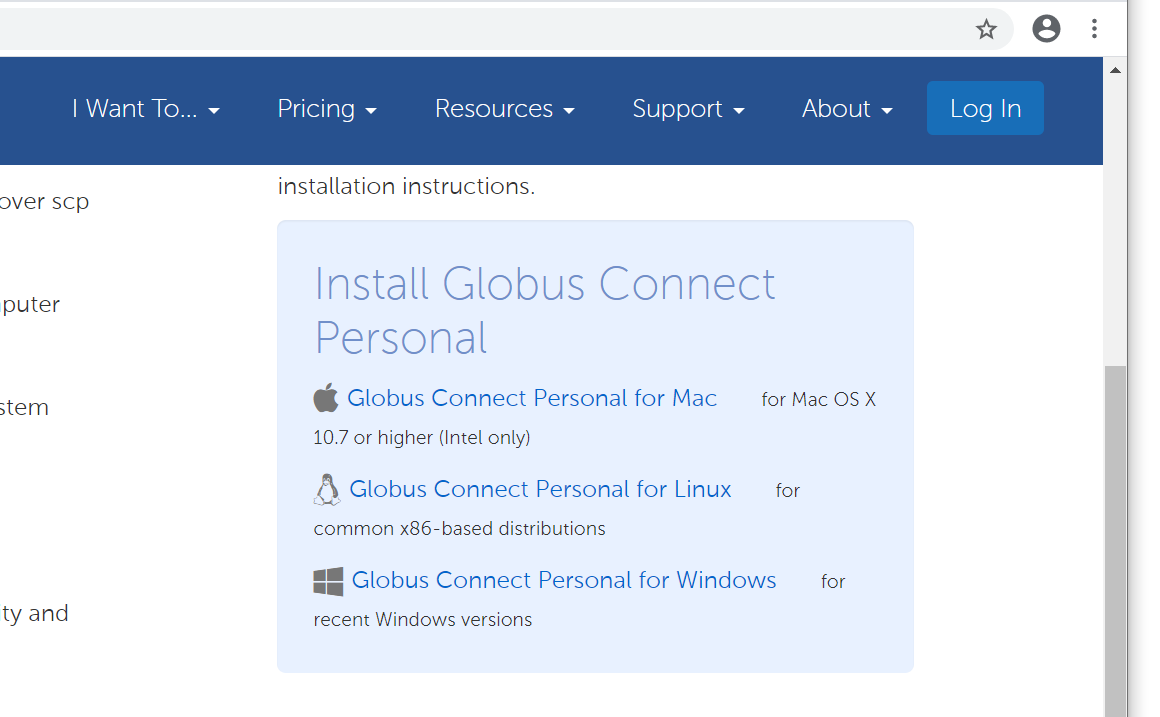 I Want To... Pricing Resources Support About Log In
over scp
puter
stem
ty and
installation instructions.
Install Globus Connect
Personal
Globus Connect Personal for Mac for Mac OS X
10.7 or higher (Intel only)
Globus Connect Personal for Linux for
common x86-based distributions
Globus Connect Personal for Windows for
recent Windows versions